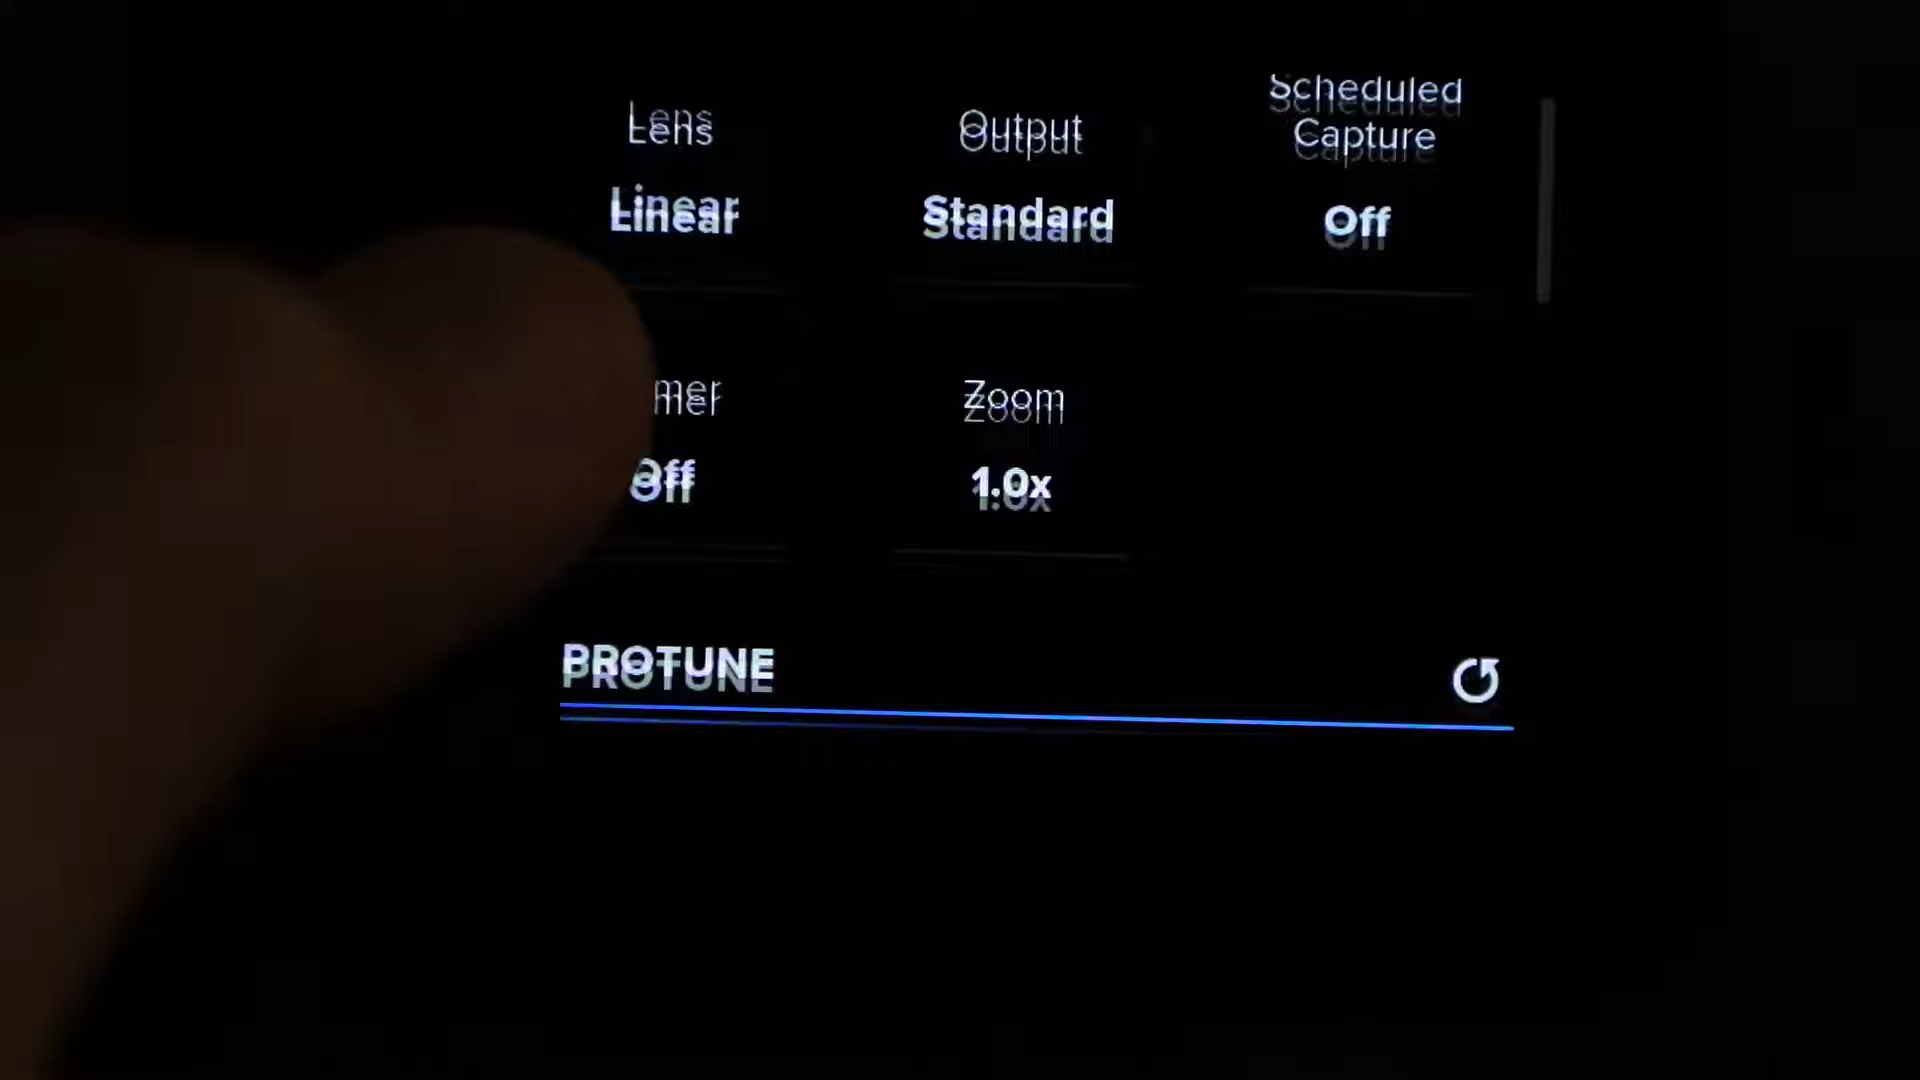 Lens
Output
Scheduled
Capture
Linear
Standard
Off
mer
Zoom
Off
1.0x
PROTUNE